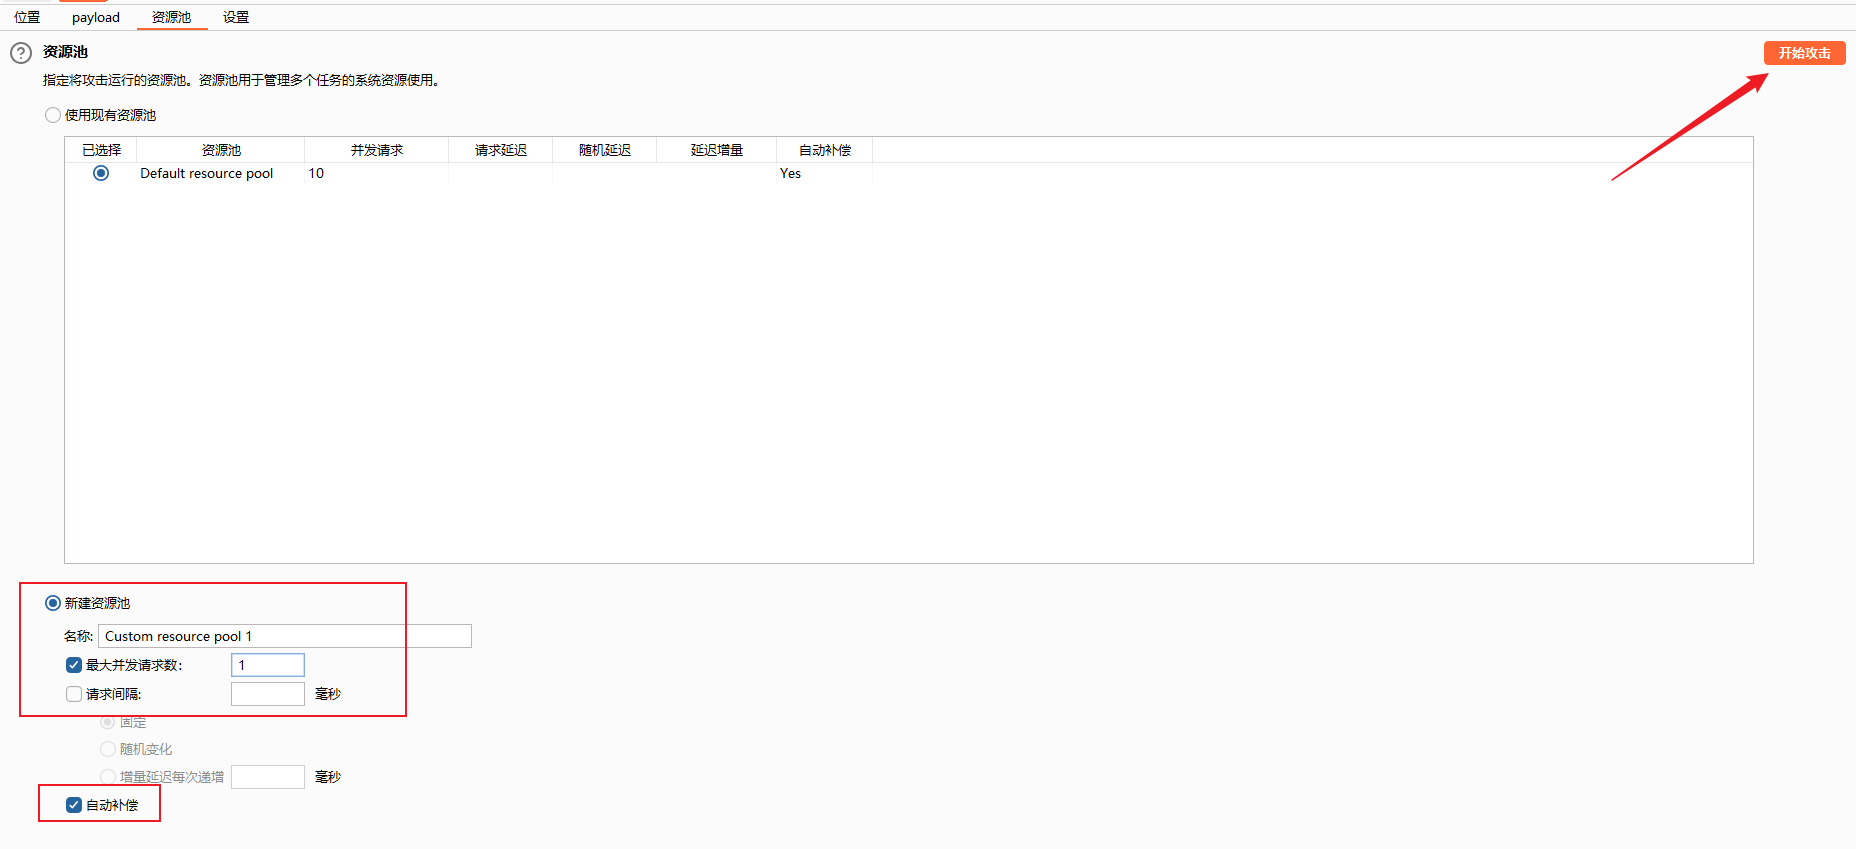 位置 payload 资源池 设置
资源池
开始攻击
指定将攻击运行的资源池。资源池用于管理多个任务的系统资源使用。
使用现有资源池
已选择 资源池 并发请求 请求延迟 随机延迟 延迟增量 自动补偿
Default resource pool 10 Yes
新建资源池
名称: Custom resource pool 1
最大并发请求数: 1
请求间隔: 毫秒
固定
随机变化
增量延迟每次递增 毫秒
自动补偿